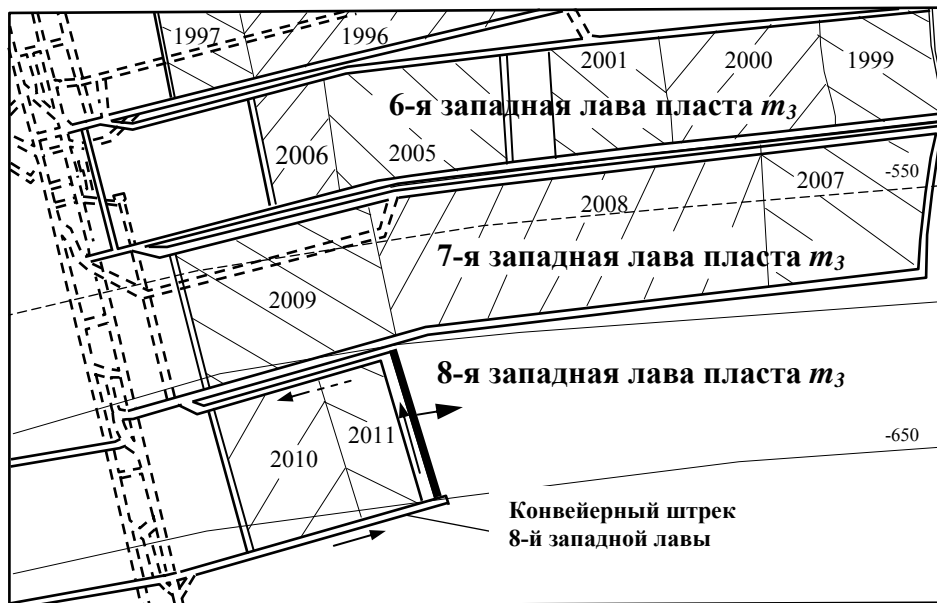 1997
1996
2001
2000
1999
6-я западная лава пласта m3
2006
2005
2007
-550
2008
7-я западная лава пласта m3
2009
8-я западная лава пласта m3
2011
2010
-650
Конвейерный штрек
8-й западной лавы